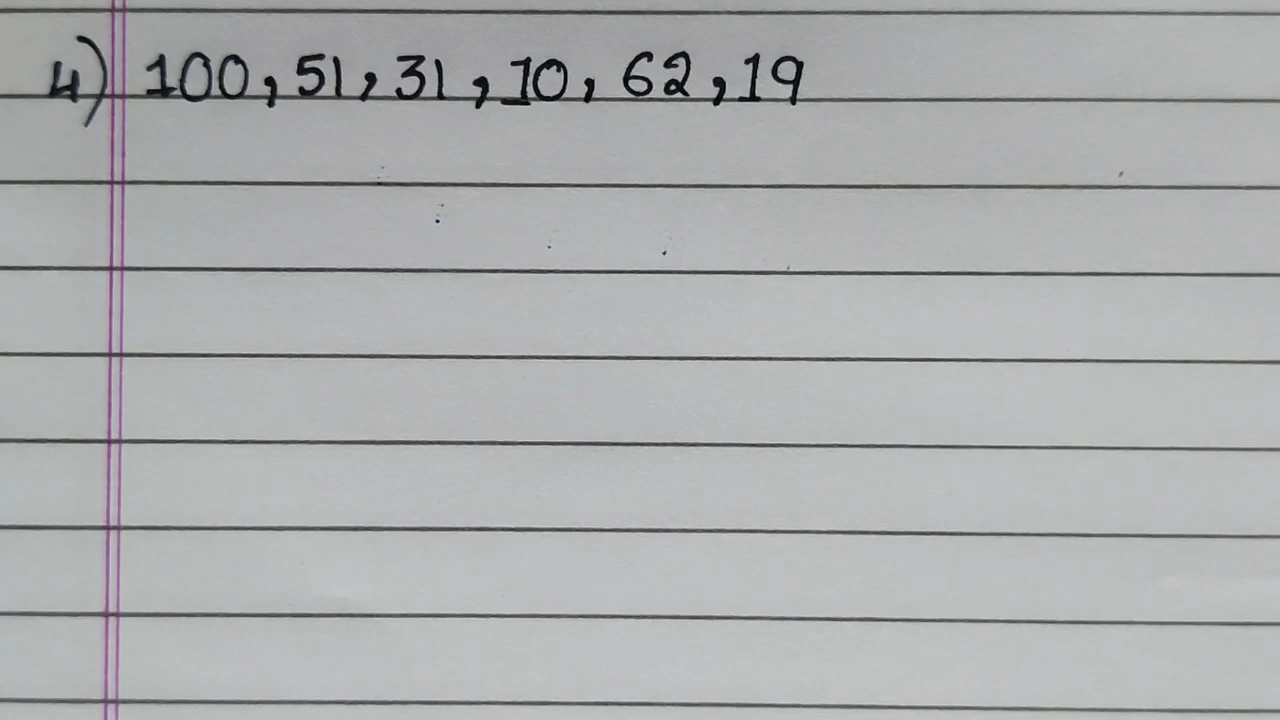 4) 100, 51, 31, 10, 62, 19